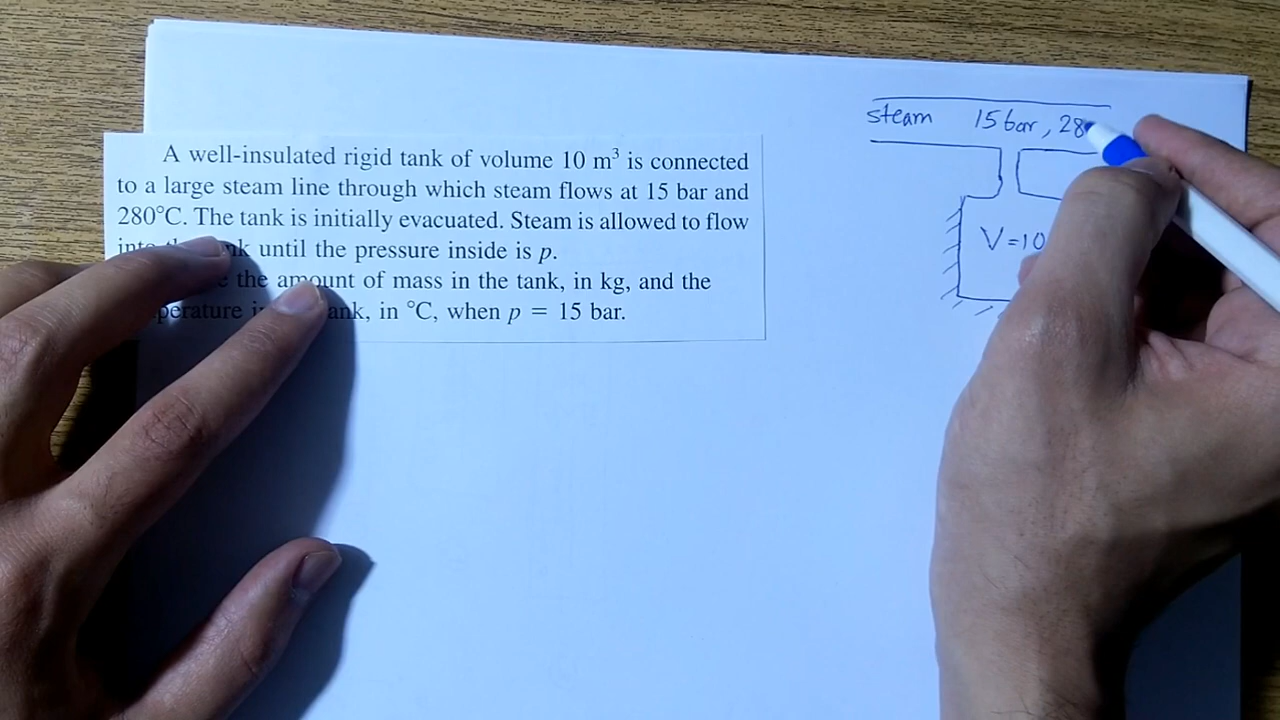 A well-insulated rigid tank of volume 10 m³ is connected
to a large steam line through which steam flows at 15 bar and
280°C. The tank is initially evacuated. Steam is allowed to flow
until the pressure inside is p.
the amount of mass in the tank, in kg, and the
in °C, when p = 15 bar.
steam 15 bar, 28
V=10